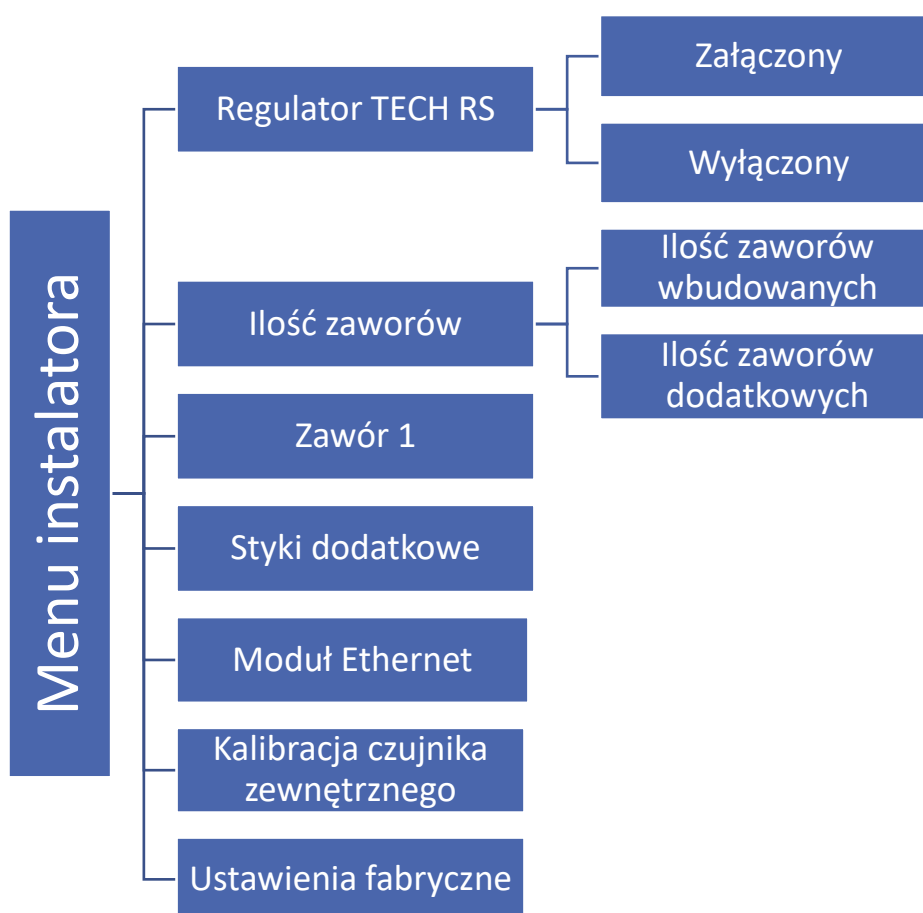 Menu instalatora
Regulator TECH RS
Załączony
Wyłączony
Ilość zaworów
Ilość zaworów
wbudowanych
Ilość zaworów
dodatkowych
Zawór 1
Styki dodatkowe
Moduł Ethernet
Kalibracja czujnika
zewnętrznego
Ustawienia fabryczne